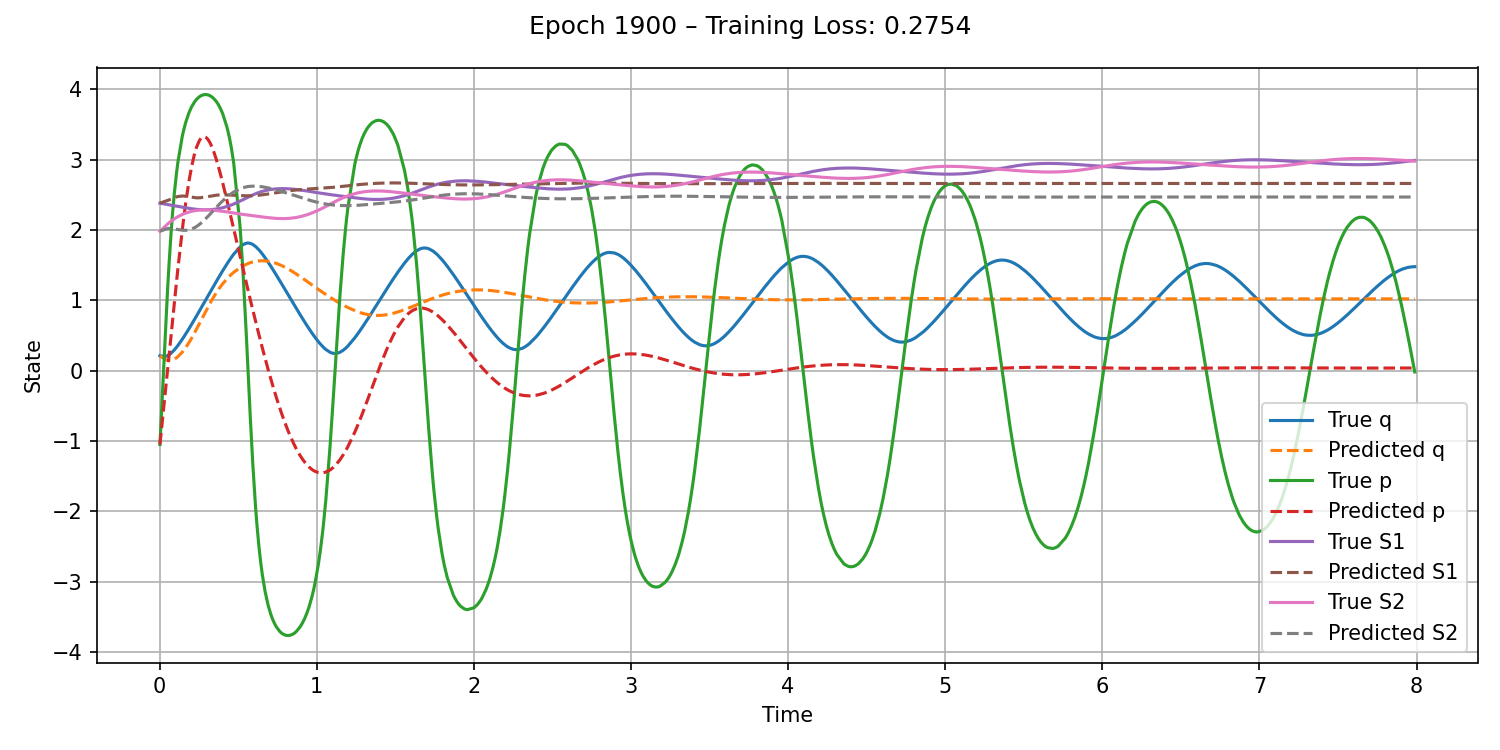 Epoch 1900 – Training Loss: 0.2754
4
3
2
1
0
−1
−2
−3
−4
State
True q
Predicted q
True p
Predicted p
True S1
Predicted S1
True S2
Predicted S2
0 1 2 3 4 5 6 7 8
Time